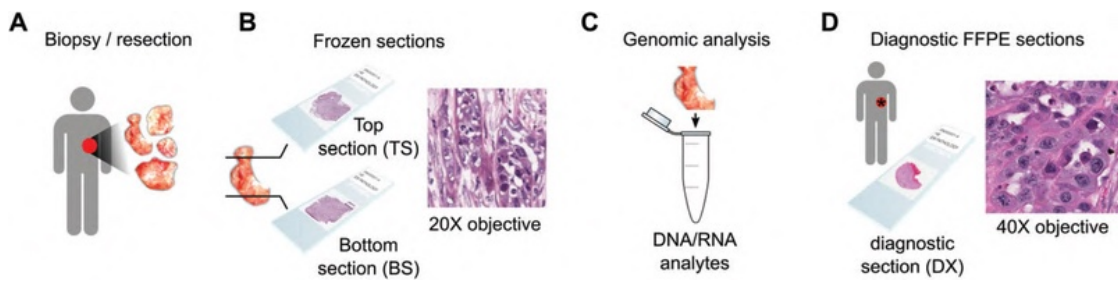 A
Biopsy / resection
B
Frozen sections
Top
section (TS)
Bottom
section (BS)
20X objective
C
Genomic analysis
DNA/RNA
analytes
D
Diagnostic FFPE sections
diagnostic
section (DX)
40X objective